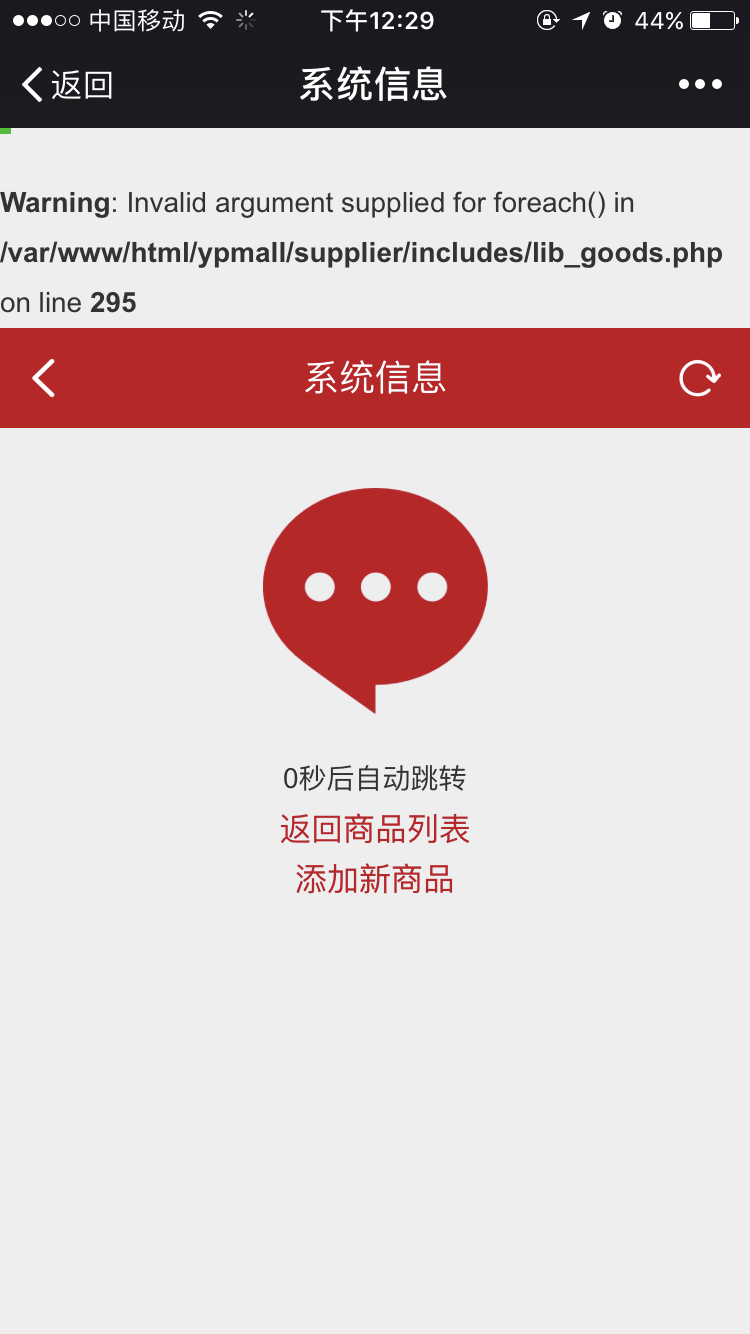 中国移动 下午12:29 44%
返回 系统信息
Warning: Invalid argument supplied for foreach() in
/var/www/html/ypmall/supplier/includes/lib_goods.php
on line 295
系统信息
0秒后自动跳转
返回商品列表
添加新商品